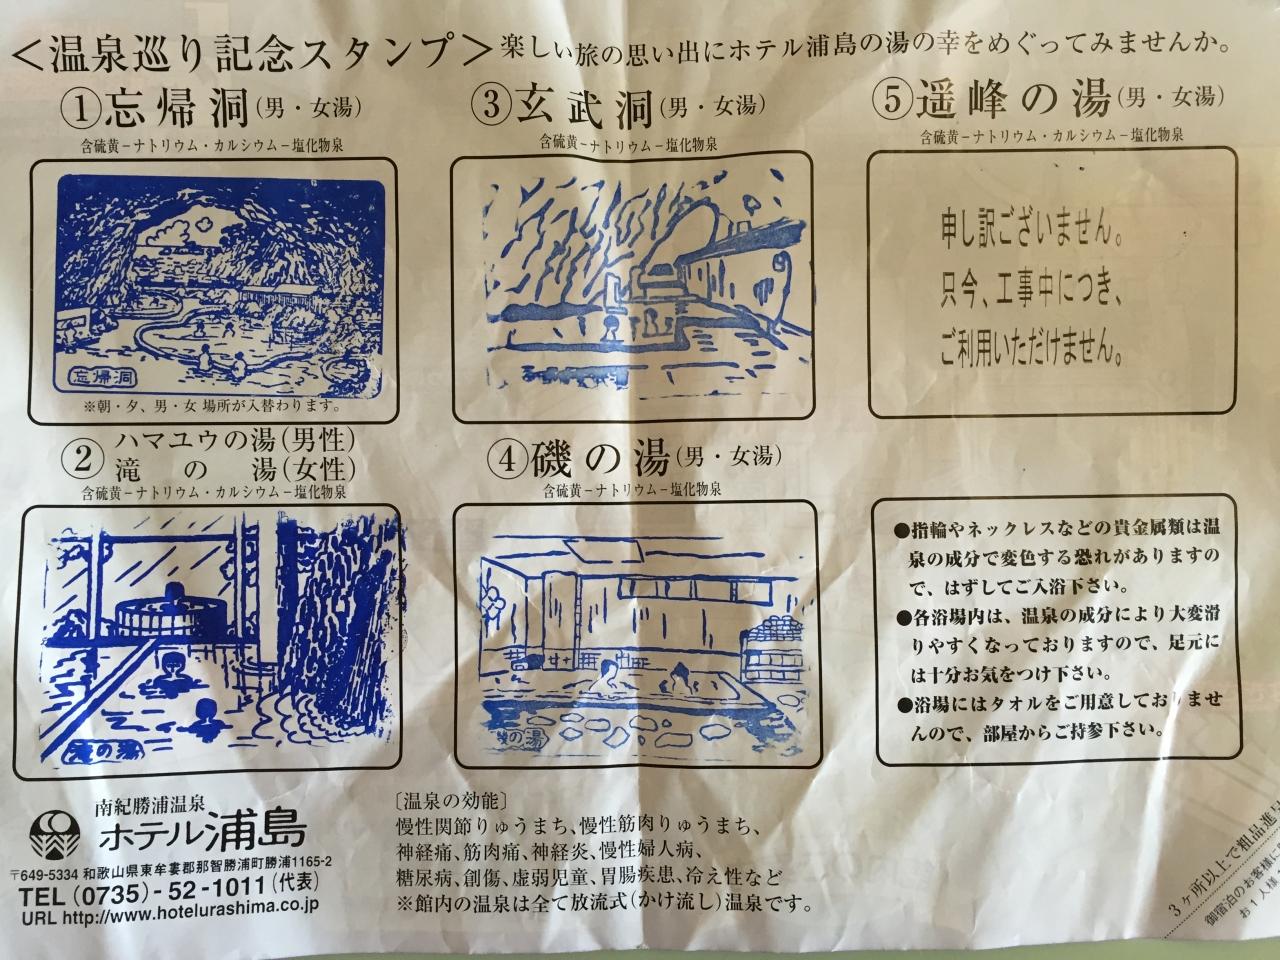 ＜温泉巡り記念スタンプ＞楽しい旅の思い出にホテル浦島の湯の幸をめぐってみませんか。
①忘帰洞(男・女湯)
含硫黄－ナトリウム・カルシウム－塩化物泉
忘帰洞
※朝・夕、男・女 場所が入替わります。
③玄武洞(男・女湯)
含硫黄－ナトリウム－塩化物泉
⑤遥峰の湯(男・女湯)
含硫黄－ナトリウム・カルシウム－塩化物泉
申し訳ございません。
只今、工事中につき、
ご利用いただけません。
②ハマユウの湯(男性)
滝の湯(女性)
含硫黄－ナトリウム・カルシウム－塩化物泉
滝の湯
④磯の湯(男・女湯)
含硫黄－ナトリウム－塩化物泉
の湯
●指輪やネックレスなどの貴金属類は温
泉の成分で変色する恐れがありますの
で、はずしてご入浴下さい。
●各浴場内は、温泉の成分により大変滑
りやすくなっておりますので、足元に
は十分お気をつけ下さい。
●浴場にはタオルをご用意しておりませ
んので、部屋からご持参下さい。
南紀勝浦温泉
ホテル浦島
〒649-5334 和歌山県東牟婁郡那智勝浦町勝浦1165-2
TEL (0735)-52-1011(代表)
URL http://www.hotelurashima.co.jp
〔温泉の効能〕
慢性関節りゅうまち、慢性筋肉りゅうまち、
神経痛、筋肉痛、神経炎、慢性婦人病、
糖尿病、創傷、虚弱児童、胃腸疾患、冷え性など
※館内の温泉は全て放流式(かけ流し)温泉です。
3ヶ所以上で粗品進
御宿泊のお客様に
お1人様